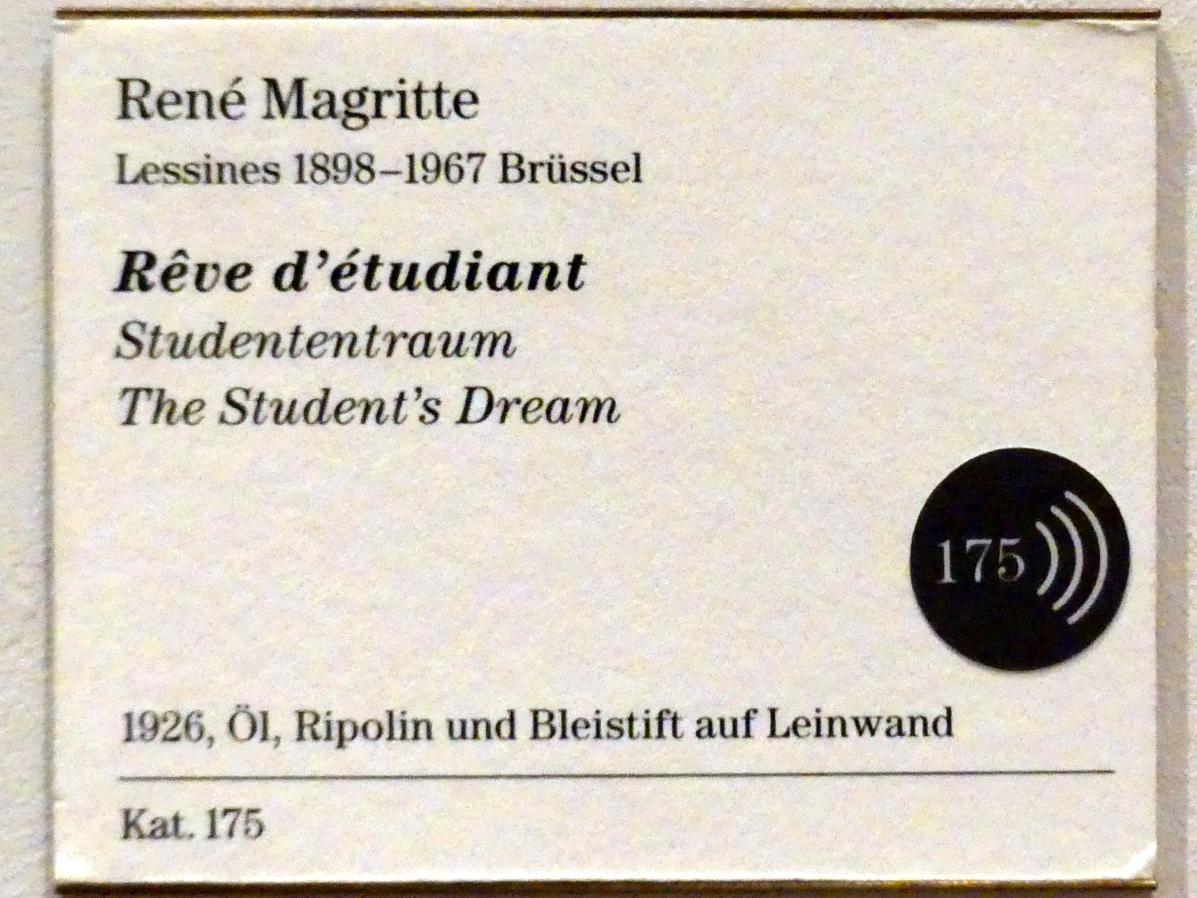 René Magritte
Lessines 1898–1967 Brüssel
Rêve d’étudiant
Studententraum
The Student’s Dream
175
1926, Öl, Ripolin und Bleistift auf Leinwand
Kat. 175